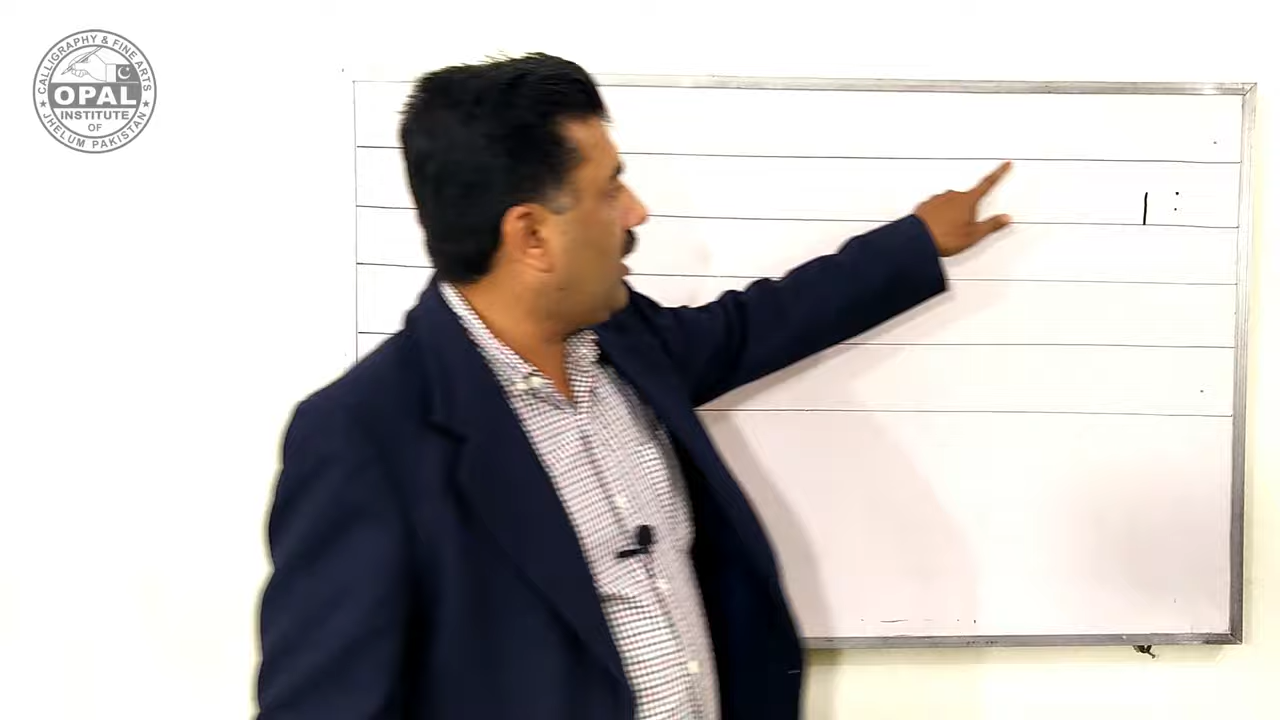 CALLIGRAPHY & FINE ARTS
OPAL
INSTITUTE
OF
JHELUM PAKISTAN
ا